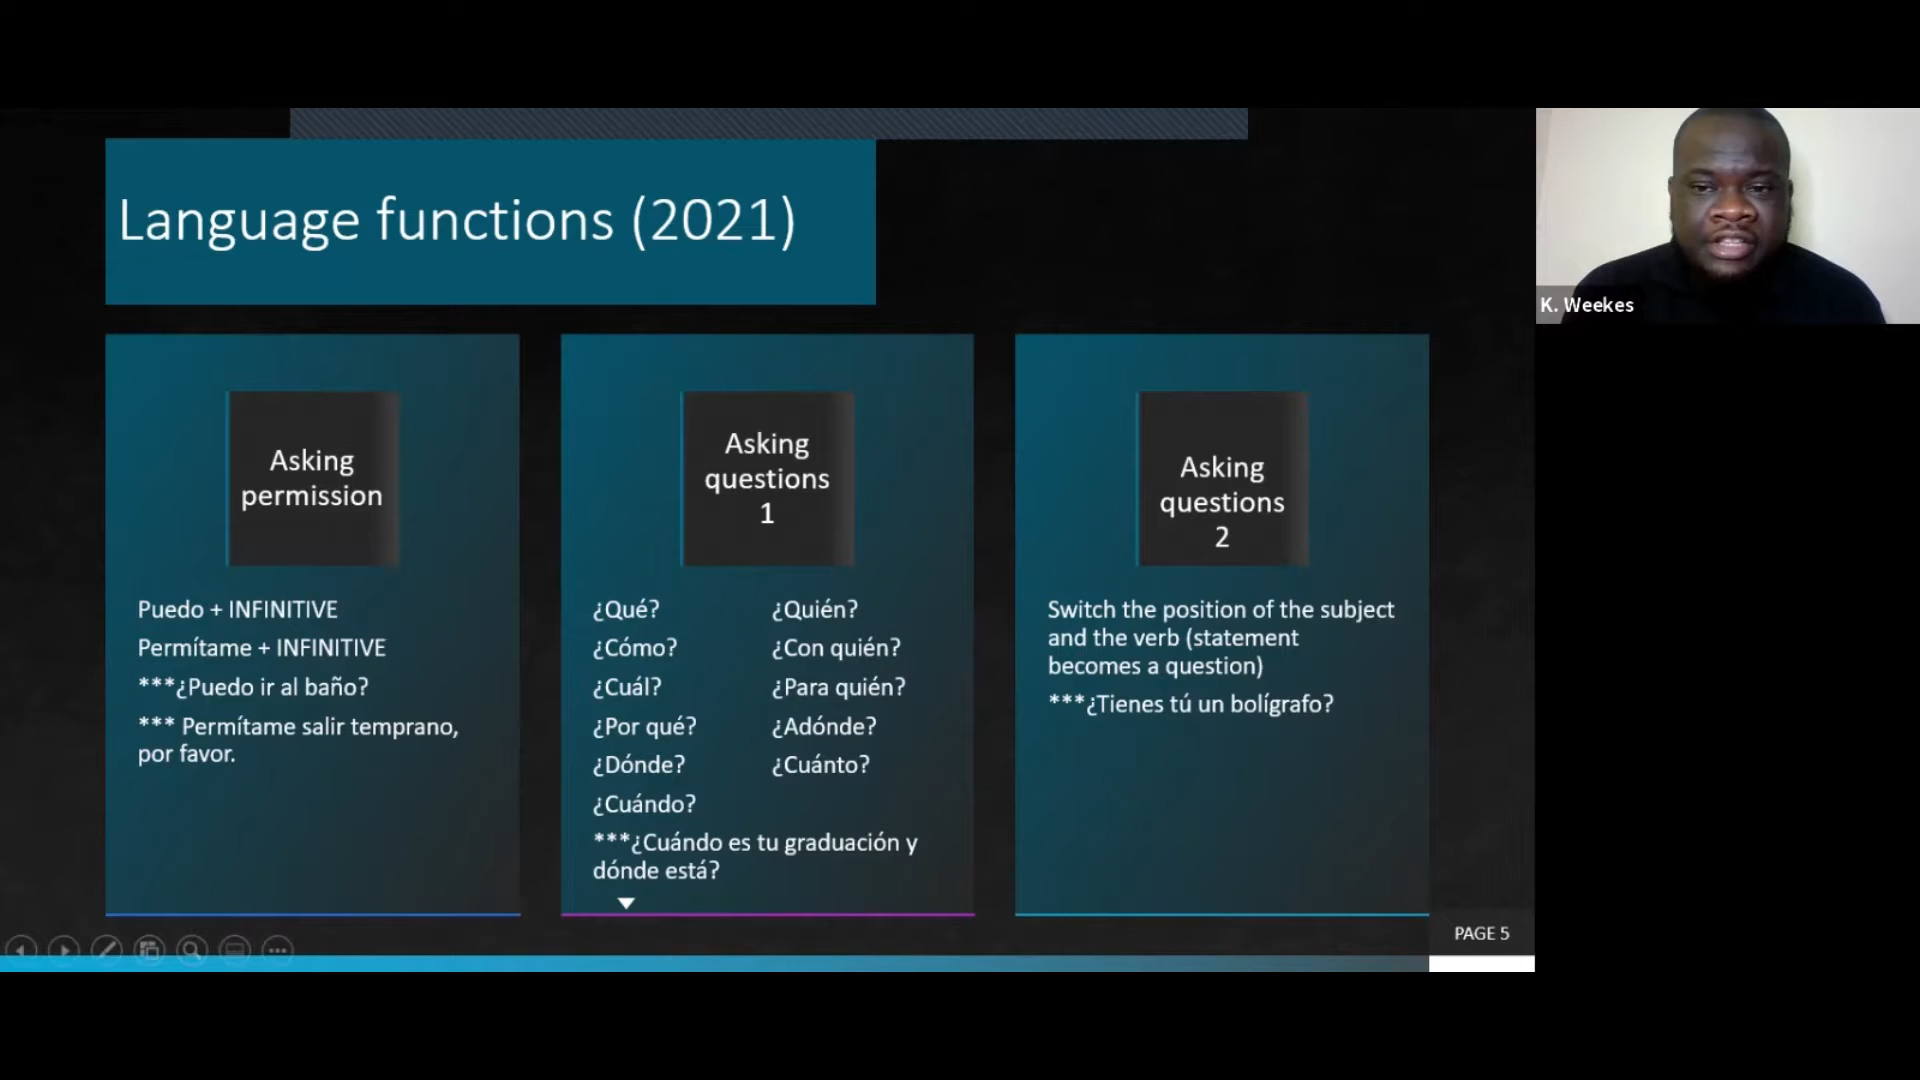 Language functions (2021)
K. Weekes
Asking
permission
Puedo + INFINITIVE
Permítame + INFINITIVE
***¿Puedo ir al baño?
*** Permítame salir temprano,
por favor.
Asking
questions
1
¿Qué?
¿Cómo?
¿Cuál?
¿Por qué?
¿Dónde?
¿Cuándo?
¿Quién?
¿Con quién?
¿Para quién?
¿Adónde?
¿Cuánto?
***¿Cuándo es tu graduación y
dónde está?
Asking
questions
2
Switch the position of the subject
and the verb (statement
becomes a question)
***¿Tienes tú un bolígrafo?
PAGE 5